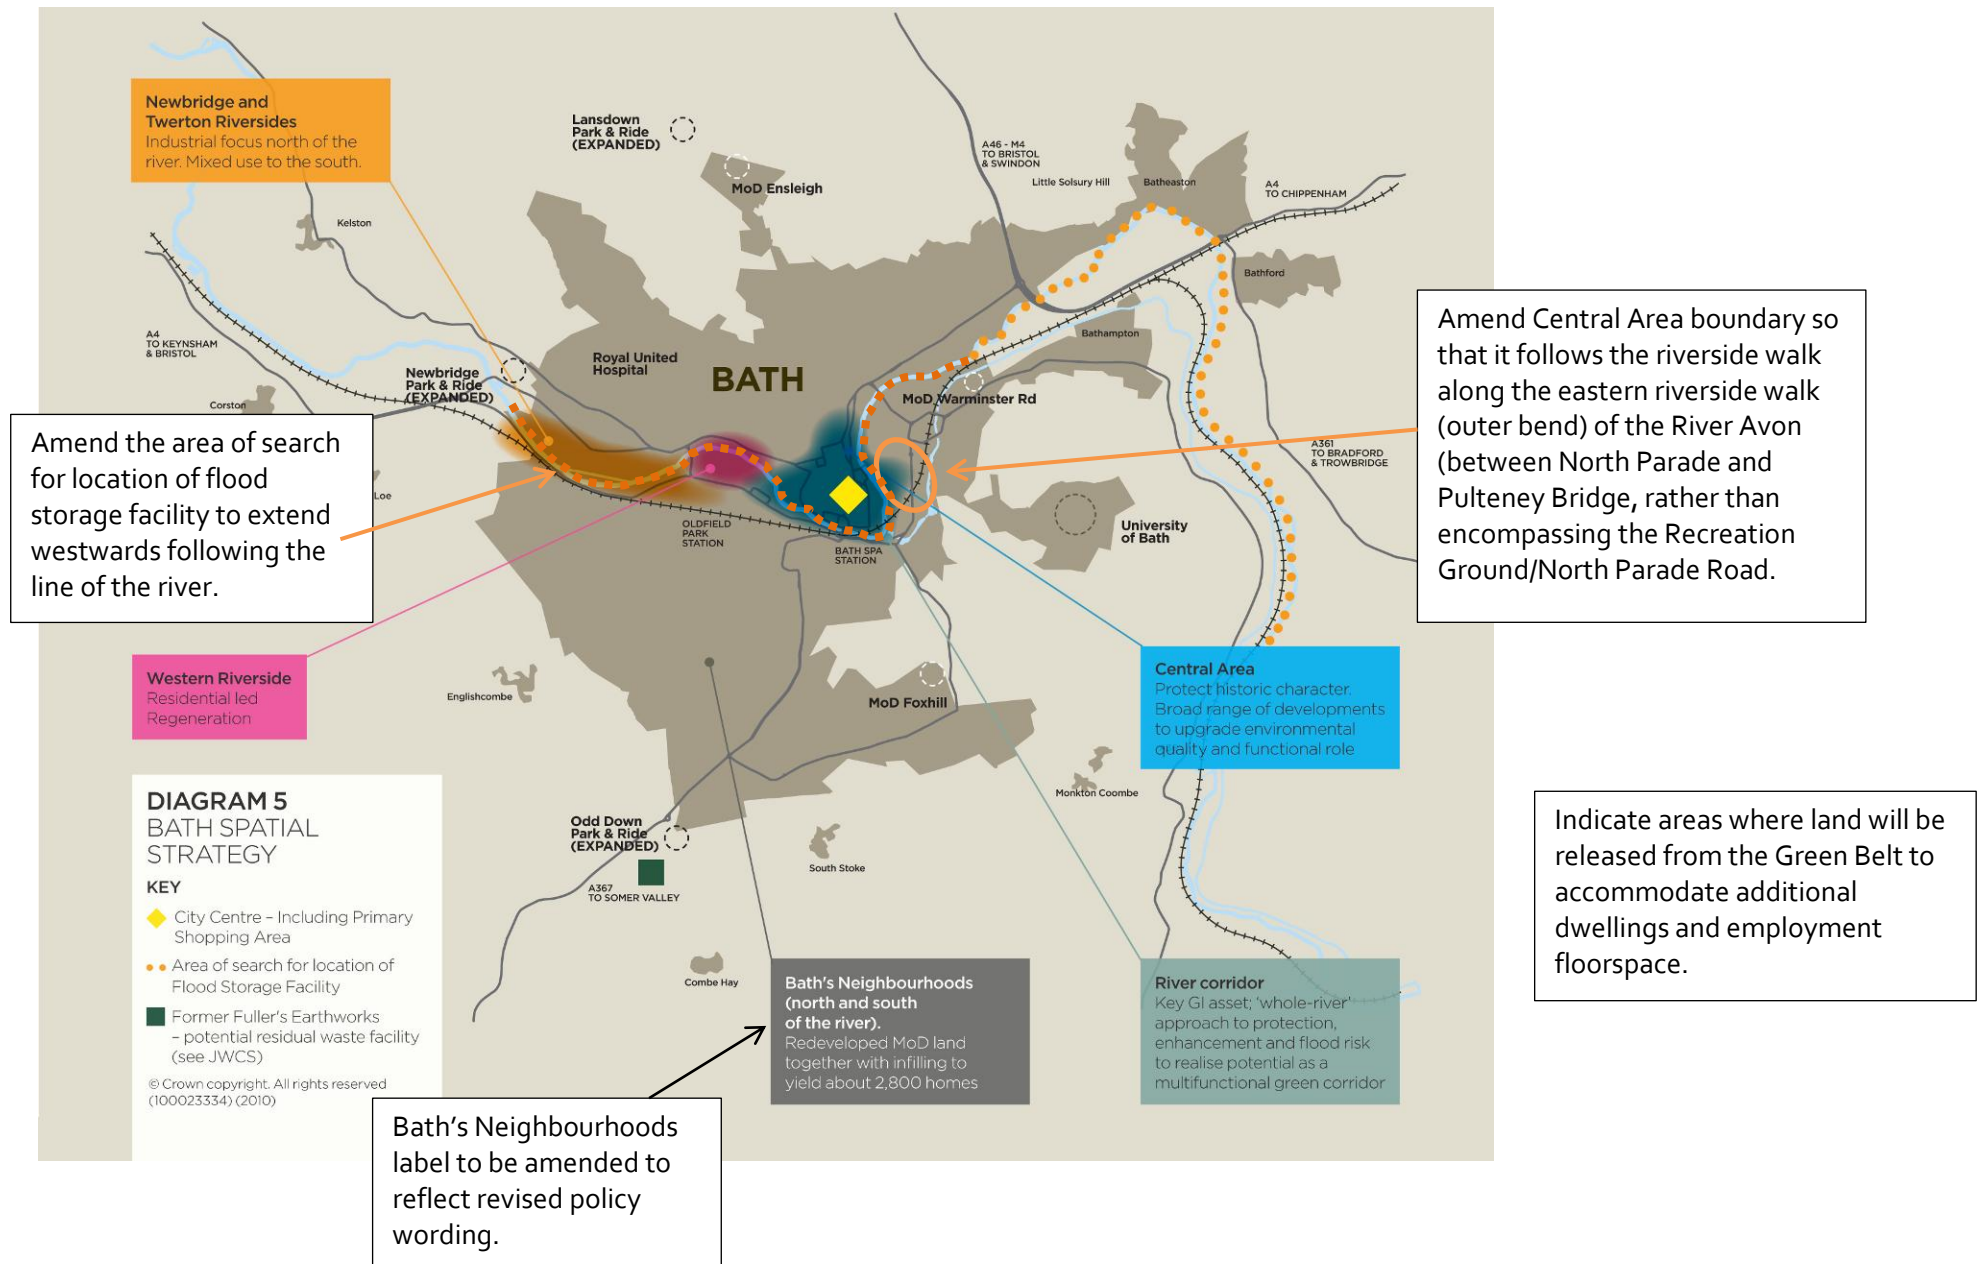 Newbridge and
Twerton Riversides
Industrial focus north of the
river. Mixed use to the south.
Lansdown
Park & Ride
(EXPANDED)
MoD Ensleigh
A46 - M4
TO BRISTOL
& SWINDON
Little Solsury Hill
Batheaston
A4
TO CHIPPENHAM
Kelston
Bathford
A4
TO KEYNSHAM
& BRISTOL
Royal United
Hospital
BATH
Bathampton
Newbridge
Park & Ride
(EXPANDED)
MoD Warminster Rd
Corston
A361
TO BRADFORD
& TROWBRIDGE
Amend the area of search
for location of flood
storage facility to extend
westwards following the
line of the river.
Loe
Amend Central Area boundary so
that it follows the riverside walk
along the eastern riverside walk
(outer bend) of the River Avon
(between North Parade and
Pulteney Bridge, rather than
encompassing the Recreation
Ground/North Parade Road.
OLDFIELD
PARK
STATION
BATH SPA
STATION
University
of Bath
Western Riverside
Residential led
Regeneration
Englishcombe
MoD Foxhill
Central Area
Protect historic character.
Broad range of developments
to upgrade environmental
quality and functional role
Monkton Coombe
Odd Down
Park & Ride
(EXPANDED)
South Stoke
A367
TO SOMER VALLEY
Combe Hay
Indicate areas where land will be
released from the Green Belt to
accommodate additional
dwellings and employment
floorspace.
DIAGRAM 5
BATH SPATIAL
STRATEGY
KEY
City Centre – Including Primary
Shopping Area
Area of search for location of
Flood Storage Facility
Former Fuller's Earthworks
– potential residual waste facility
(see JWCS)
© Crown copyright. All rights reserved
(100023334) (2010)
Bath's Neighbourhoods
(north and south
of the river).
Redeveloped MoD land
together with infilling to
yield about 2,800 homes
River corridor
Key GI asset; 'whole-river'
approach to protection,
enhancement and flood risk
to realise potential as a
multifunctional green corridor
Bath’s Neighbourhoods
label to be amended to
reflect revised policy
wording.